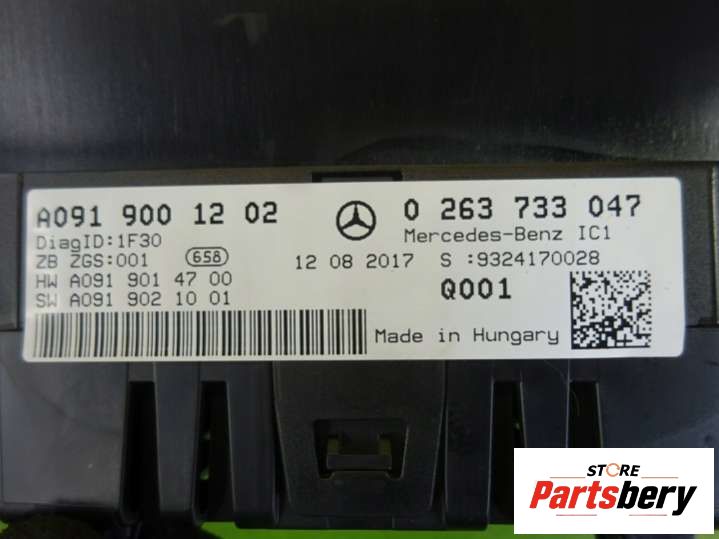 A091 900 12 02
DiagID:1F30
ZB ZGS:001 658
HW A091 901 47 00
SW A091 902 10 01
0 263 733 047
Mercedes-Benz IC1
12 08 2017 S :9324170028
Q001
Made in Hungary
STORE
Partsbery